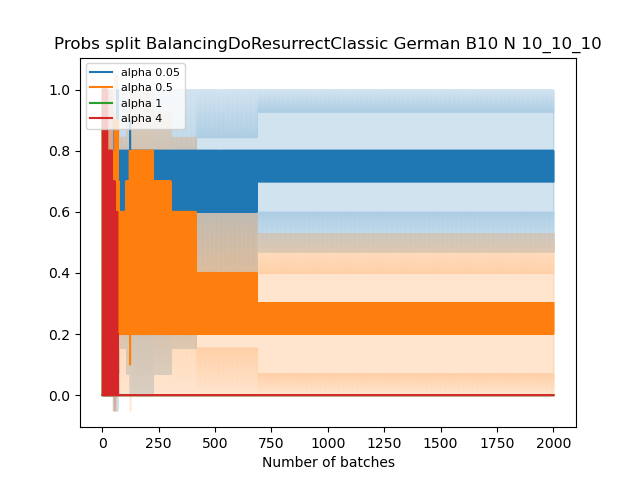 Probs split BalancingDoResurrectClassic German B10 N 10_10_10
alpha 0.05
alpha 0.5
alpha 1
alpha 4
1.0
0.8
0.6
0.4
0.2
0.0
0 250 500 750 1000 1250 1500 1750 2000
Number of batches